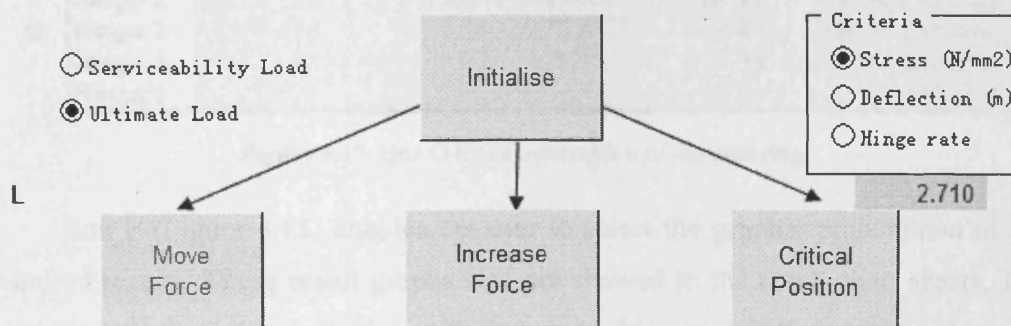 Criteria
Serviceability Load
Initialise
Stress (N/mm2)
Ultimate Load
Deflection (m)
Hinge rate
L
2.710
Move
Force
Increase
Force
Critical
Position